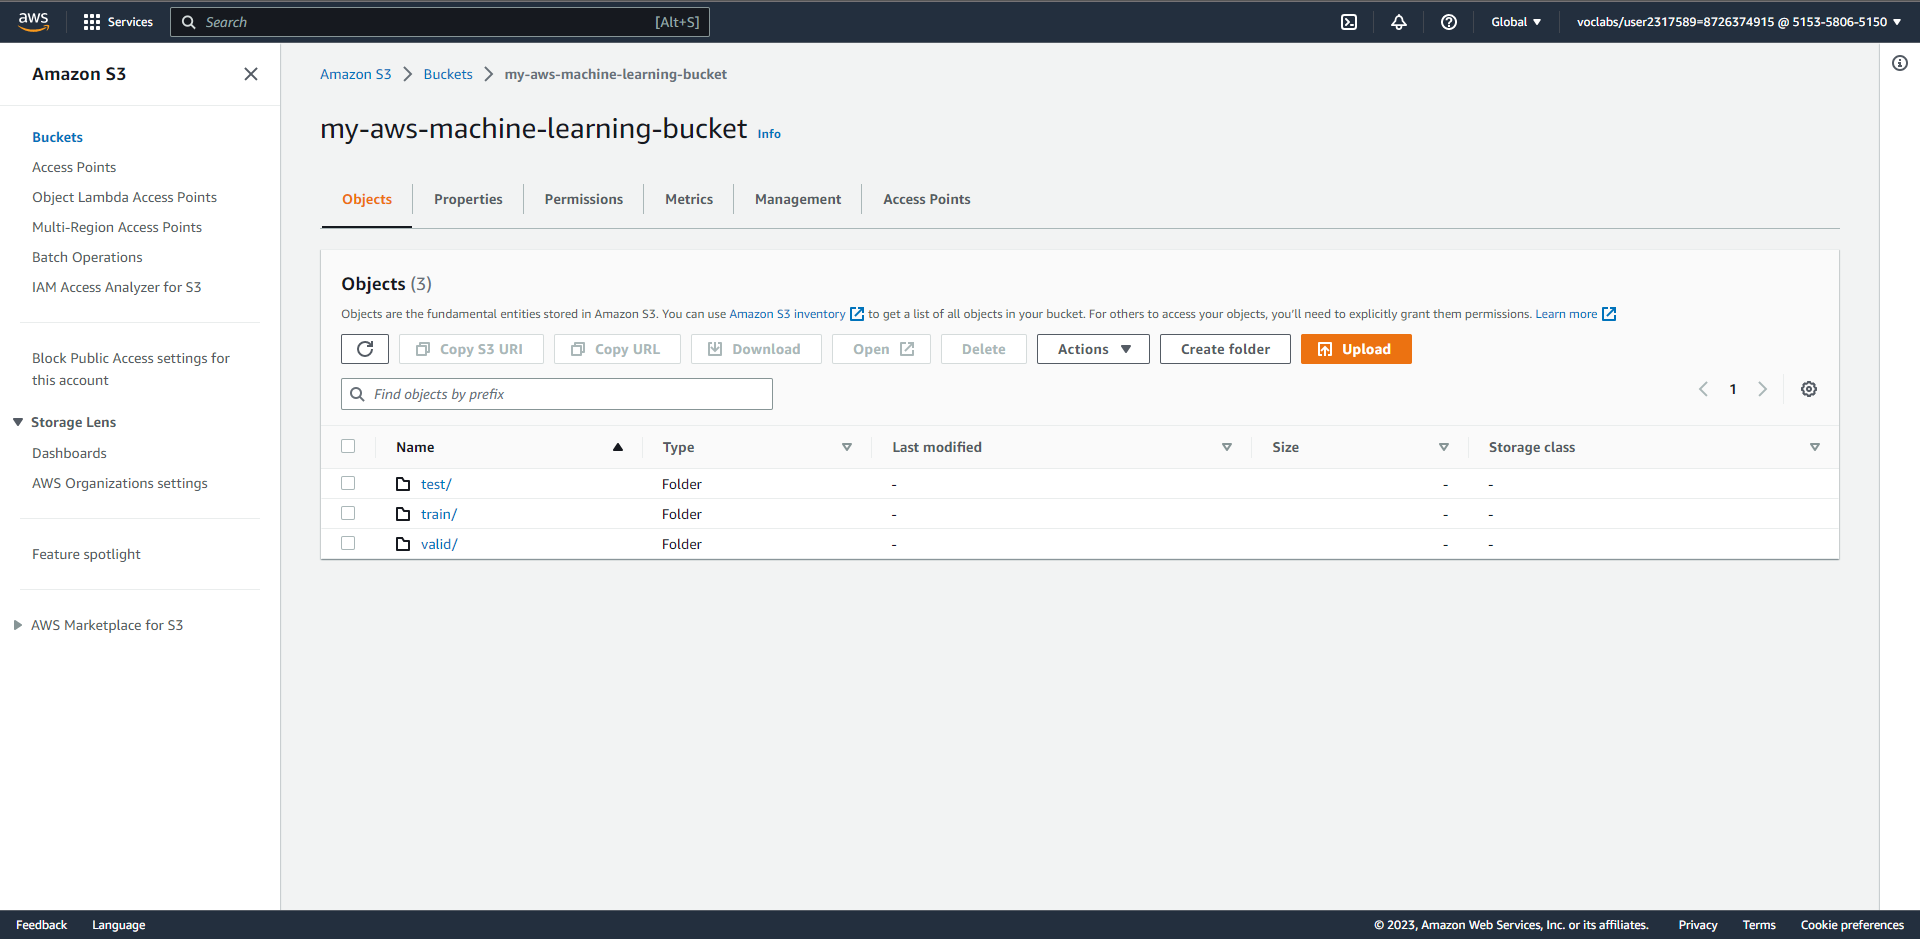 aws
Services
Search
[Alt+S]
Global
voclabs/user2317589=8726374915 @ 5153-5806-5150
Amazon S3
Buckets
Access Points
Object Lambda Access Points
Multi-Region Access Points
Batch Operations
IAM Access Analyzer for S3
Block Public Access settings for
this account
Storage Lens
Dashboards
AWS Organizations settings
Feature spotlight
AWS Marketplace for S3
Amazon S3 Buckets my-aws-machine-learning-bucket
my-aws-machine-learning-bucket Info
Objects Properties Permissions Metrics Management Access Points
Objects (3)
Objects are the fundamental entities stored in Amazon S3. You can use Amazon S3 inventory to get a list of all objects in your bucket. For others to access your objects, you'll need to explicitly grant them permissions. Learn more
Copy S3 URI Copy URL Download Open Delete Actions Create folder Upload
Find objects by prefix
1
Name Type Last modified Size Storage class
test/ Folder - - -
train/ Folder - - -
valid/ Folder - - -
Feedback Language © 2023, Amazon Web Services, Inc. or its affiliates. Privacy Terms Cookie preferences